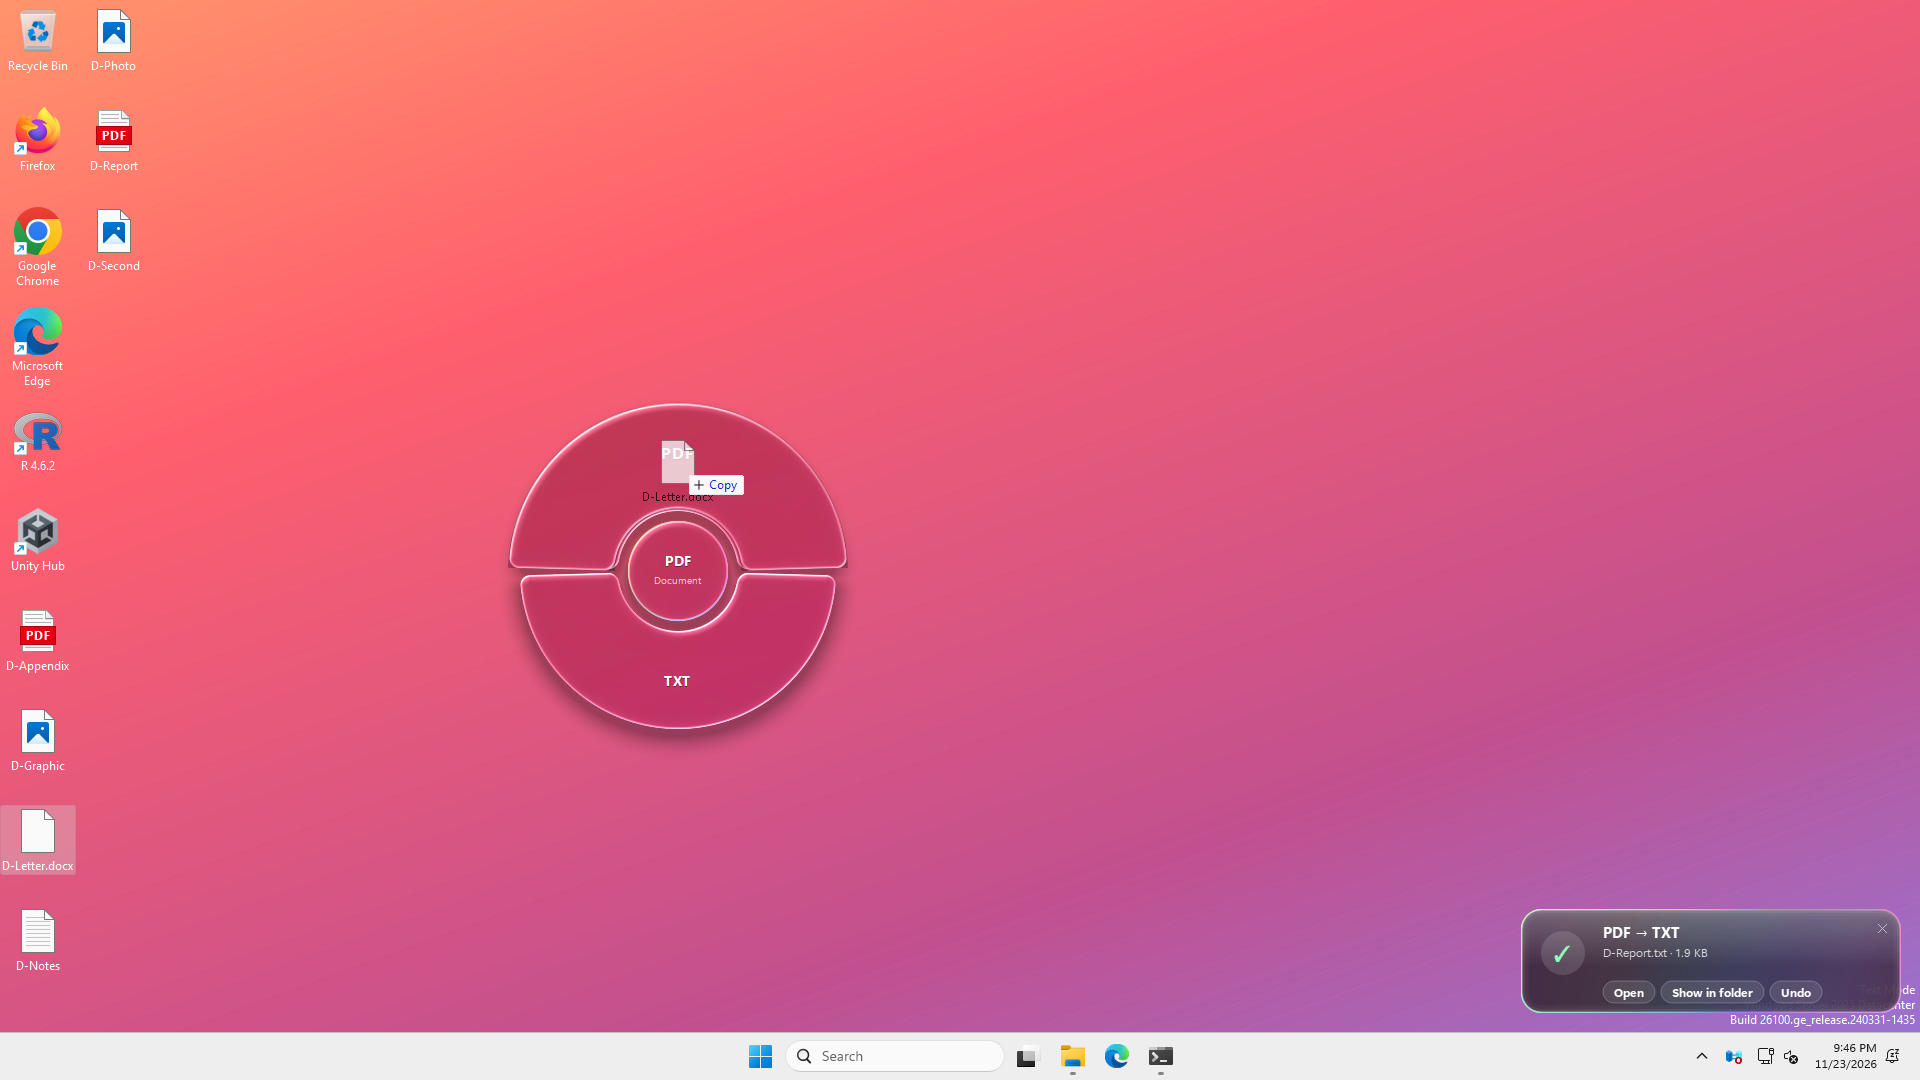 Recycle Bin
D-Photo
Firefox
PDF
D-Report
Google
Chrome
D-Second
Microsoft
Edge
R 4.6.2
Unity Hub
PDF
D-Appendix
D-Graphic
D-Letter.docx
D-Notes
PDF
+ Copy
D-Letter.docx
PDF
Document
TXT
PDF → TXT
D-Report.txt · 1.9 KB
Open
Show in folder
Undo
Build 26100.ge_release.240331-1435
Search
9:46 PM
11/23/2026